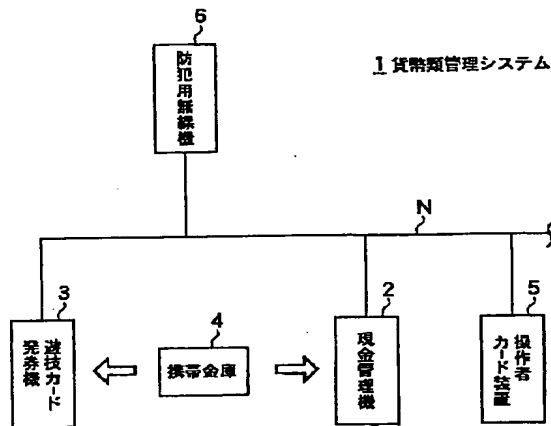 6
防犯用無線機
1 貨幣類管理システム
N
3
遊技カード
発券機
4
携帯金庫
2
現金管理機
5
操作者
カード装置